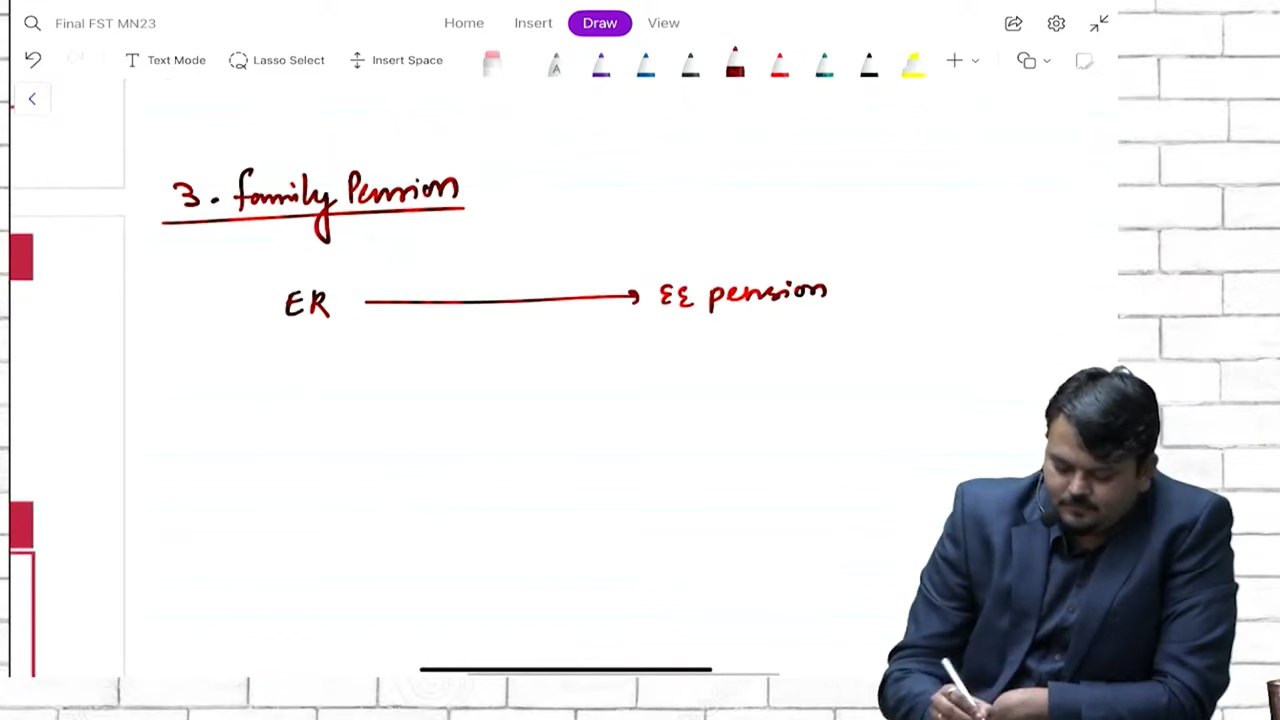 Final FST MN23
Home Insert Draw View
Text Mode Lasso Select Insert Space
A
3. family Pension
ER → EE pension